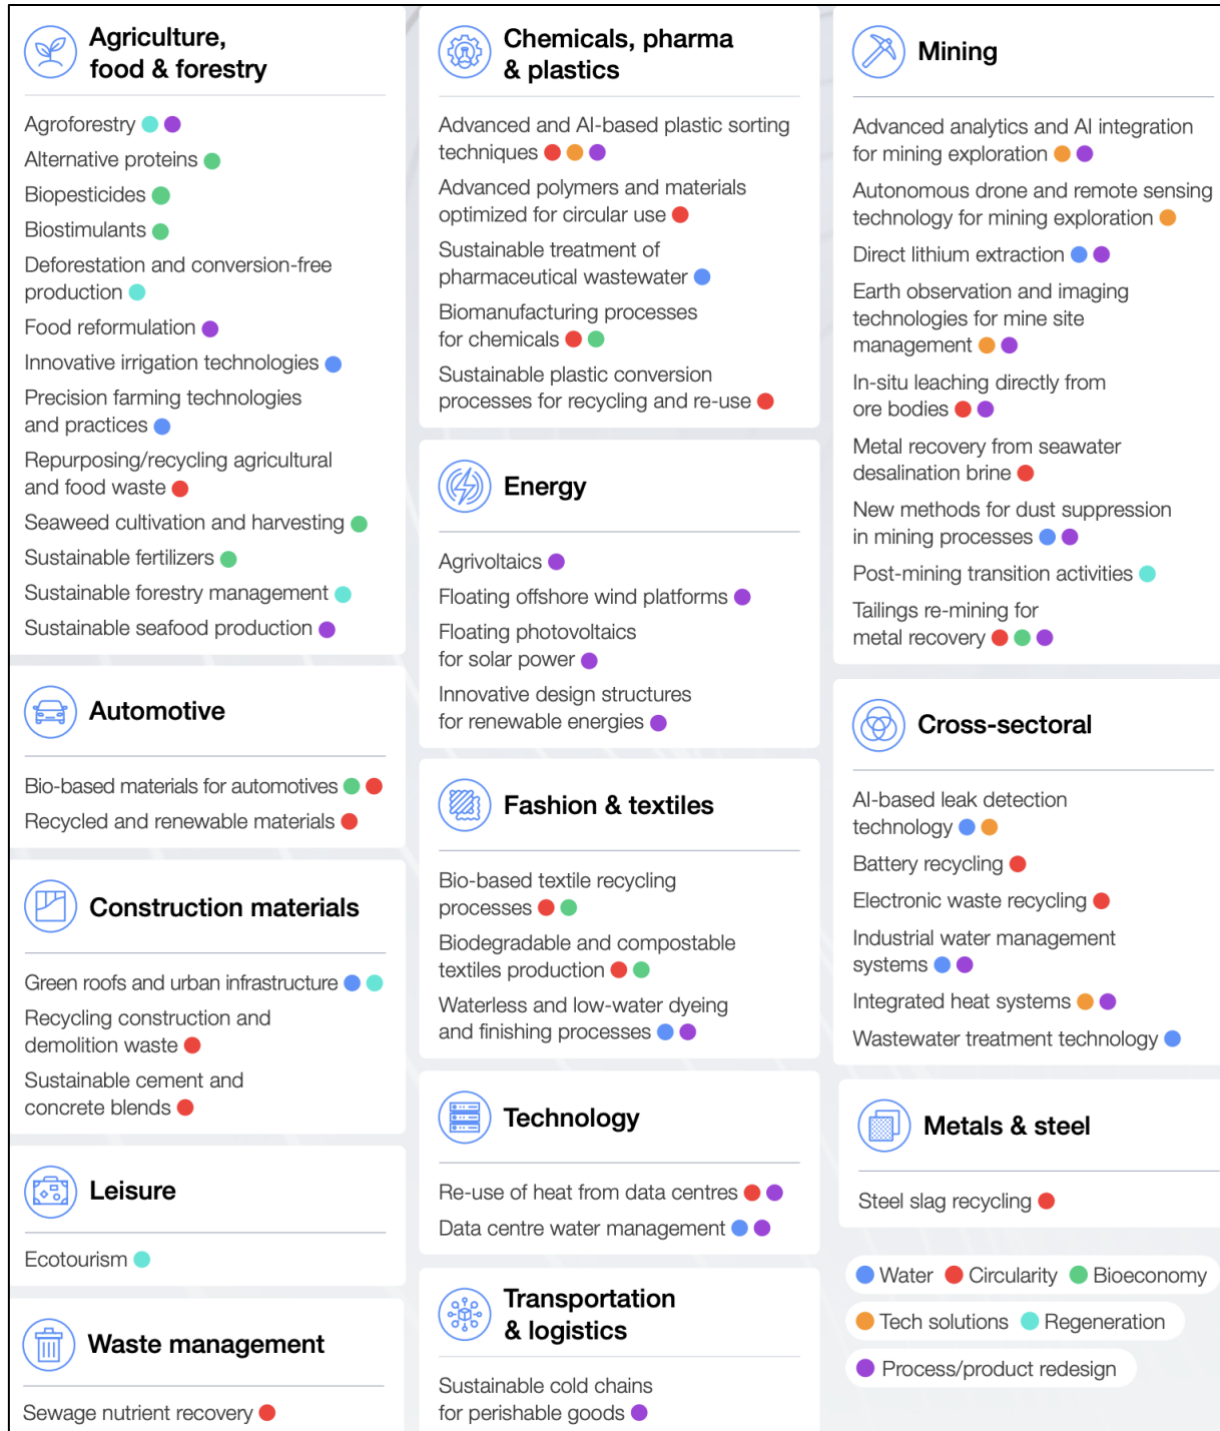 Agriculture,
food & forestry
Agroforestry
Alternative proteins
Biopesticides
Biostimulants
Deforestation and conversion-free
production
Food reformulation
Innovative irrigation technologies
Precision farming technologies
and practices
Repurposing/recycling agricultural
and food waste
Seaweed cultivation and harvesting
Sustainable fertilizers
Sustainable forestry management
Sustainable seafood production
Automotive
Bio-based materials for automotives
Recycled and renewable materials
Construction materials
Green roofs and urban infrastructure
Recycling construction and
demolition waste
Sustainable cement and
concrete blends
Leisure
Ecotourism
Waste management
Sewage nutrient recovery
Chemicals, pharma
& plastics
Advanced and AI-based plastic sorting
techniques
Advanced polymers and materials
optimized for circular use
Sustainable treatment of
pharmaceutical wastewater
Biomanufacturing processes
for chemicals
Sustainable plastic conversion
processes for recycling and re-use
Energy
Agrivoltaics
Floating offshore wind platforms
Floating photovoltaics
for solar power
Innovative design structures
for renewable energies
Fashion & textiles
Bio-based textile recycling
processes
Biodegradable and compostable
textiles production
Waterless and low-water dyeing
and finishing processes
Technology
Re-use of heat from data centres
Data centre water management
Transportation
& logistics
Sustainable cold chains
for perishable goods
Mining
Advanced analytics and AI integration
for mining exploration
Autonomous drone and remote sensing
technology for mining exploration
Direct lithium extraction
Earth observation and imaging
technologies for mine site
management
In-situ leaching directly from
ore bodies
Metal recovery from seawater
desalination brine
New methods for dust suppression
in mining processes
Post-mining transition activities
Tailings re-mining for
metal recovery
Cross-sectoral
AI-based leak detection
technology
Battery recycling
Electronic waste recycling
Industrial water management
systems
Integrated heat systems
Wastewater treatment technology
Metals & steel
Steel slag recycling
Water Circularity Bioeconomy
Tech solutions Regeneration
Process/product redesign